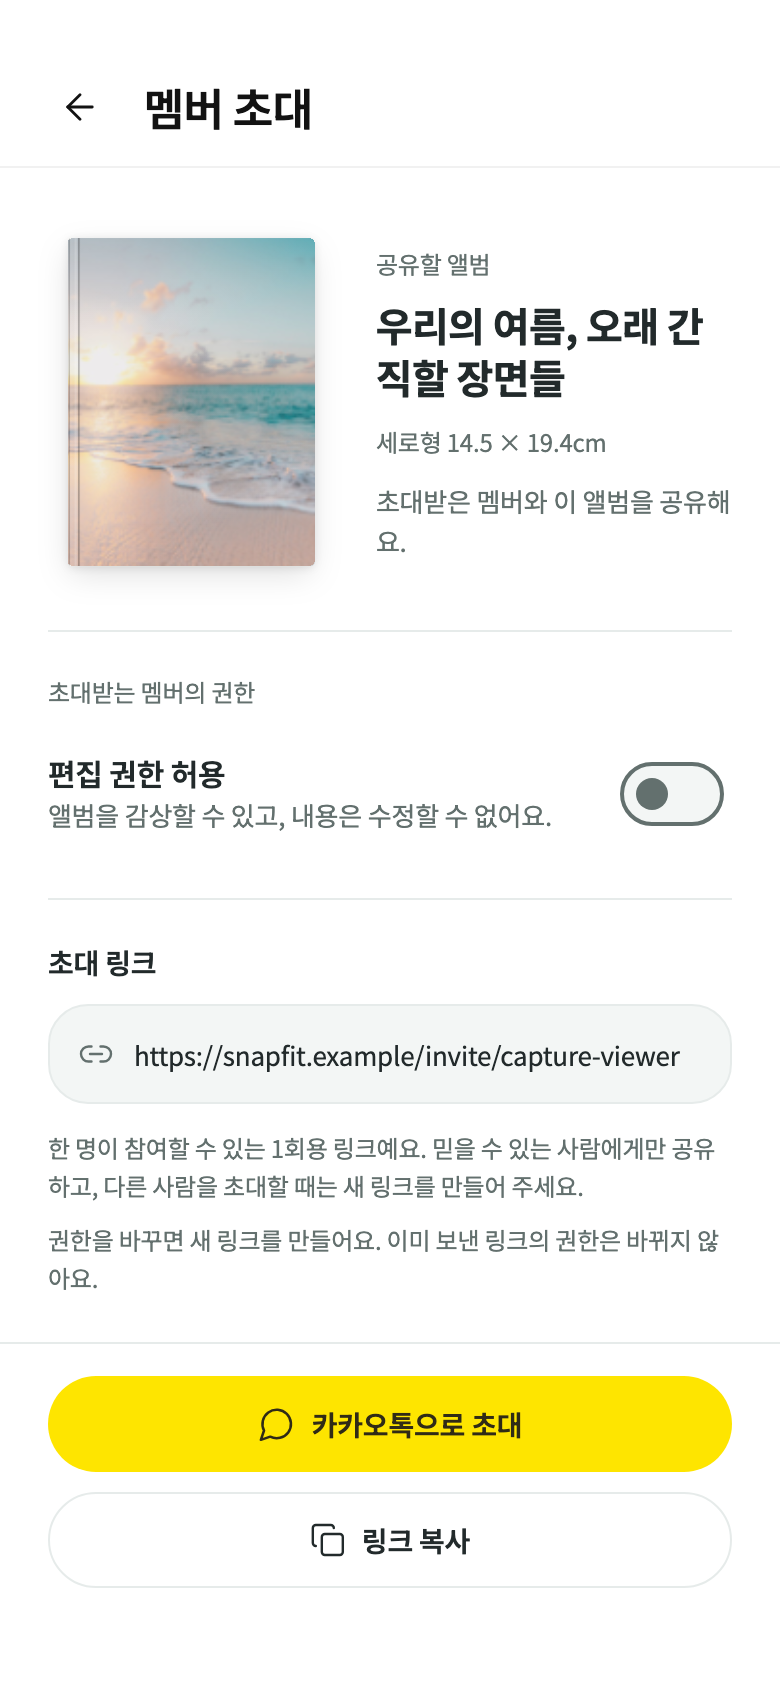 멤버 초대
공유할 앨범
우리의 여름, 오래 간
직할 장면들
세로형 14.5 × 19.4cm
초대받은 멤버와 이 앨범을 공유해
요.
초대받는 멤버의 권한
편집 권한 허용
앨범을 감상할 수 있고, 내용은 수정할 수 없어요.
초대 링크
https://snapfit.example/invite/capture-viewer
한 명이 참여할 수 있는 1회용 링크예요. 믿을 수 있는 사람에게만 공유
하고, 다른 사람을 초대할 때는 새 링크를 만들어 주세요.
권한을 바꾸면 새 링크를 만들어요. 이미 보낸 링크의 권한은 바뀌지 않
아요.
카카오톡으로 초대
링크 복사